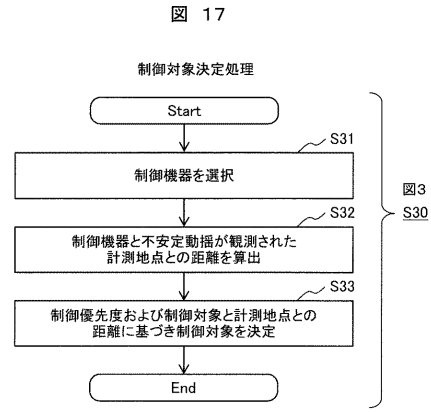 図 17
制御対象決定処理
Start
S31
制御機器を選択
図3
S30
S32
制御機器と不安定動揺が観測された
計測地点との距離を算出
S33
制御優先度および制御対象と計測地点との
距離に基づき制御対象を決定
End